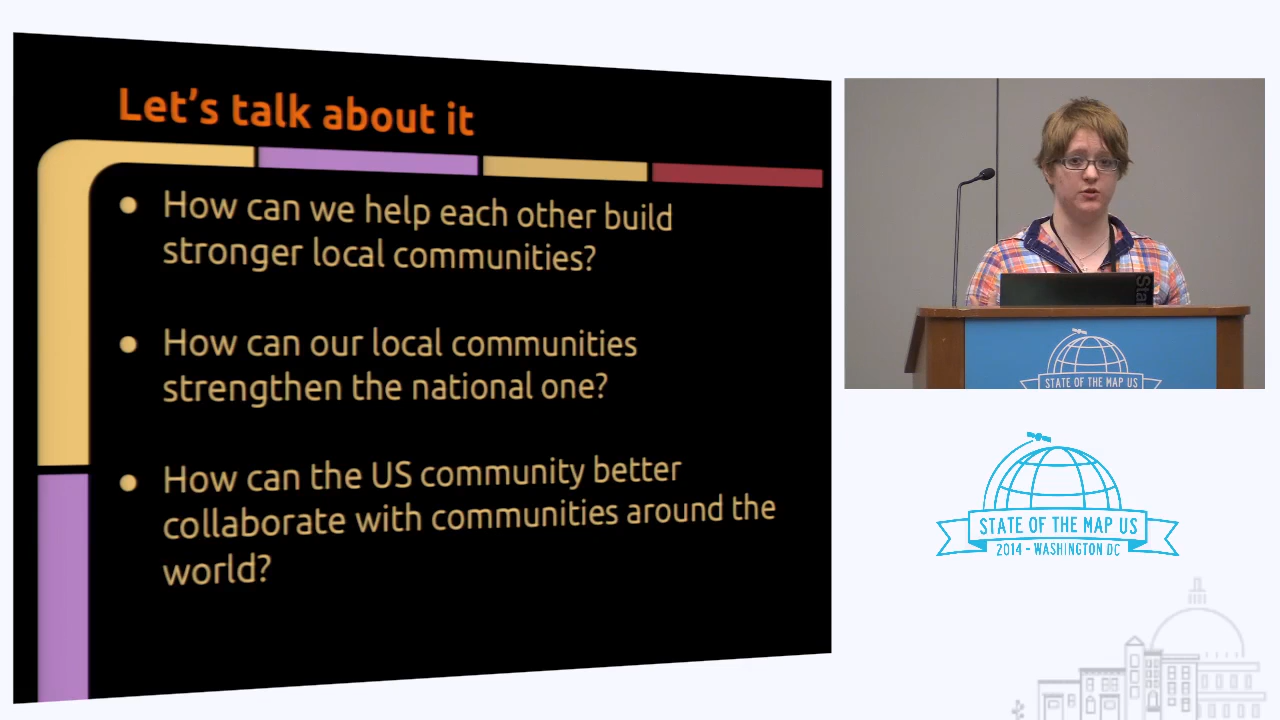 Let's talk about it
How can we help each other build
stronger local communities?
How can our local communities
strengthen the national one?
How can the US community better
collaborate with communities around the
world?
Sta
STATE OF THE MAP US
STATE OF THE MAP US
2014 - WASHINGTON DC